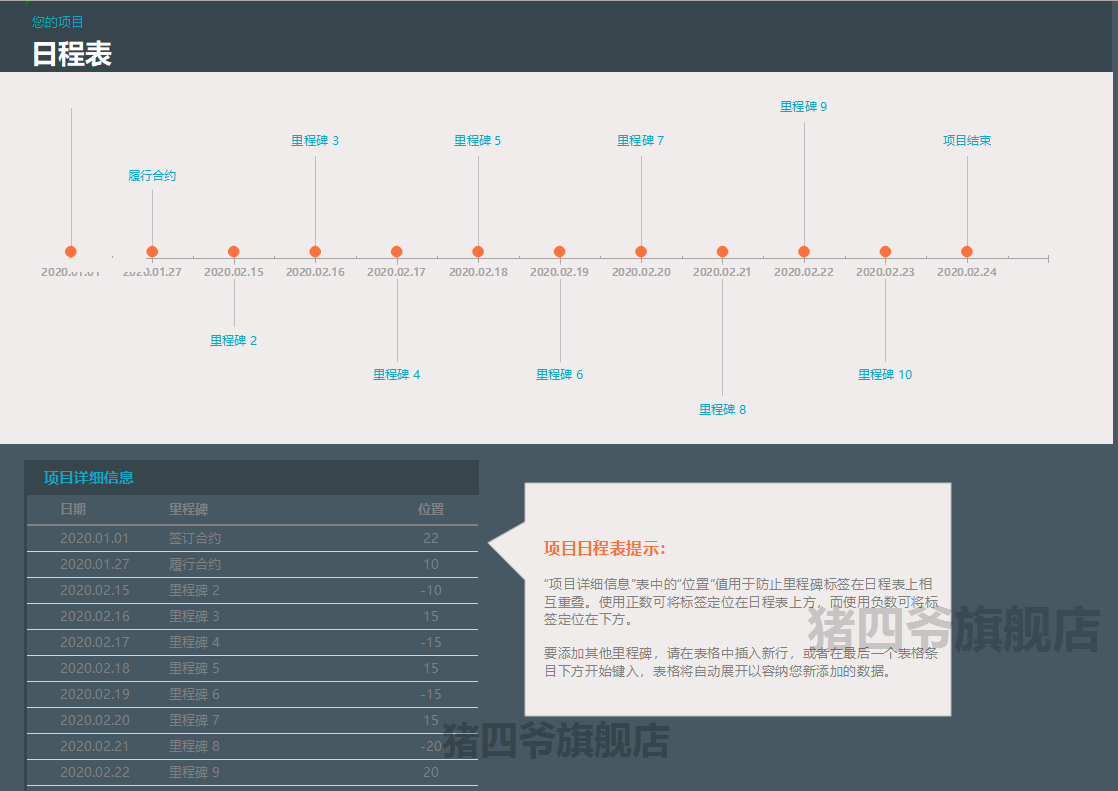 您的项目
日程表
里程碑 9
里程碑 3
里程碑 5
里程碑 7
项目结束
履行合约
2020.01.01 2020.01.27 2020.02.15 2020.02.16 2020.02.17 2020.02.18 2020.02.19 2020.02.20 2020.02.21 2020.02.22 2020.02.23 2020.02.24
里程碑 2
里程碑 4
里程碑 6
里程碑 10
里程碑 8
项目详细信息
日期 里程碑 位置
2020.01.01 签订合约 22
2020.01.27 履行合约 10
2020.02.15 里程碑 2 -10
2020.02.16 里程碑 3 15
2020.02.17 里程碑 4 -15
2020.02.18 里程碑 5 15
2020.02.19 里程碑 6 -15
2020.02.20 里程碑 7 15
2020.02.21 里程碑 8 -20
2020.02.22 里程碑 9 20
项目日程表提示：
“项目详细信息”表中的“位置”值用于防止里程碑标签在日程表上相
互重叠。使用正数可将标签定位在日程表上方，而使用负数可将标
签定位在下方。
要添加其他里程碑，请在表格中插入新行，或者在最后一个表格条
目下方开始键入，表格将自动展开以容纳您新添加的数据。
猪四爷旗舰店
猪四爷旗舰店